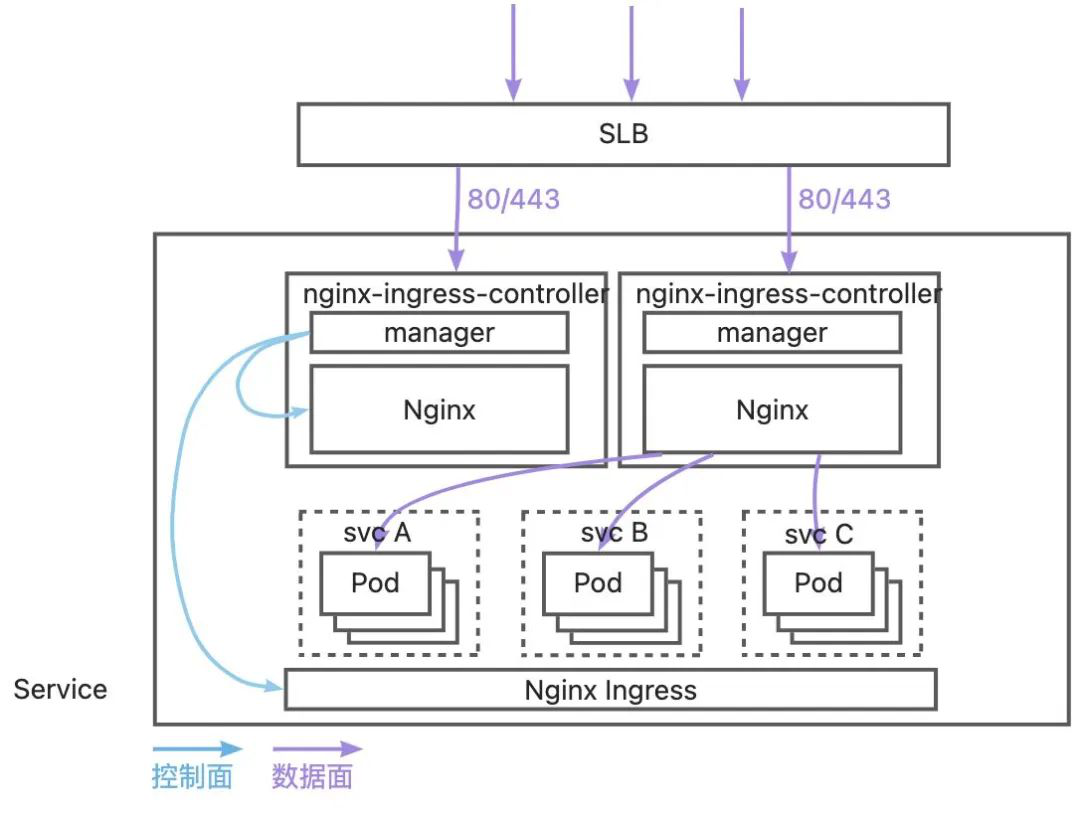 SLB
80/443
80/443
nginx-ingress-controller
nginx-ingress-controller
manager
manager
Nginx
Nginx
svc A
svc B
svc C
Pod
Pod
Pod
Service
Nginx Ingress
控制面
数据面